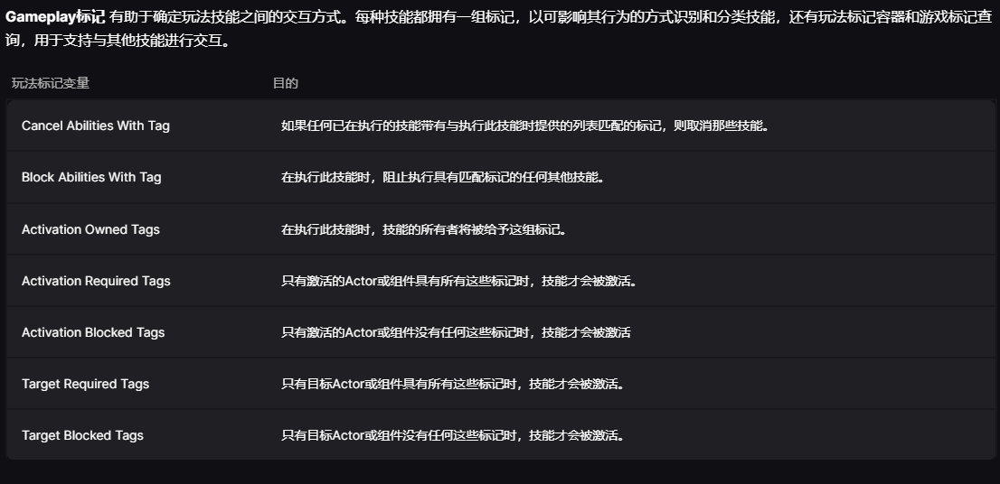 Gameplay标记 有助于确定玩法技能之间的交互方式。每种技能都拥有一组标记，以可影响其行为的方式识别和分类技能，还有玩法标记容器和游戏标记查
询，用于支持与其他技能进行交互。
玩法标记变量 目的
Cancel Abilities With Tag 如果任何已在执行的技能带有与执行此技能时提供的列表匹配的标记，则取消那些技能。
Block Abilities With Tag 在执行此技能时，阻止执行具有匹配标记的任何其他技能。
Activation Owned Tags 在执行此技能时，技能的所有者将被给予这组标记。
Activation Required Tags 只有激活的Actor或组件具有所有这些标记时，技能才会被激活。
Activation Blocked Tags 只有激活的Actor或组件没有任何这些标记时，技能才会被激活
Target Required Tags 只有目标Actor或组件具有所有这些标记时，技能才会被激活。
Target Blocked Tags 只有目标Actor或组件没有任何这些标记时，技能才会被激活。